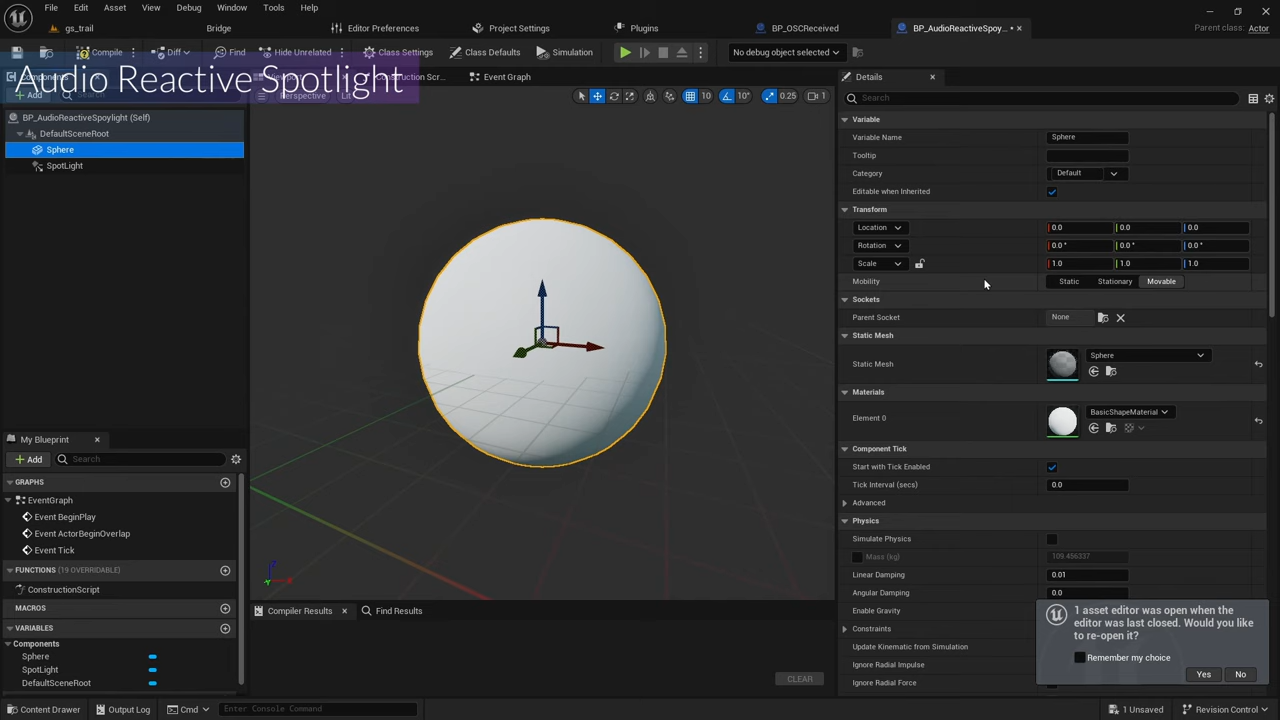 File Edit Asset View Debug Window Tools Help
gs_trail Bridge Editor Preferences Project Settings Plugins BP_OSCReceived BP_AudioReactiveSpoy... • Parent class: Actor
Compile Diff Find Hide Unrelated Class Settings Class Defaults Simulation No debug object selected
Audio Reactive Spotlight
Construction Scr... Event Graph
Add
Perspective Lit 10 10° 0.25 1
BP_AudioReactiveSpoylight (Self)
DefaultSceneRoot
Sphere
SpotLight
My Blueprint
Add Search
GRAPHS
EventGraph
Event BeginPlay
Event ActorBeginOverlap
Event Tick
FUNCTIONS (19 OVERRIDABLE)
ConstructionScript
MACROS
VARIABLES
Components
Sphere
SpotLight
DefaultSceneRoot
Compiler Results Find Results
CLEAR
Details
Search
Variable
Variable Name Sphere
Tooltip
Category Default
Editable when Inherited
Transform
Location 0.0 0.0 0.0
Rotation 0.0 ° 0.0 ° 0.0 °
Scale 1.0 1.0 1.0
Mobility Static Stationary Movable
Sockets
Parent Socket None
Static Mesh
Static Mesh Sphere
Materials
Element 0 BasicShapeMaterial
Component Tick
Start with Tick Enabled
Tick Interval (secs) 0.0
Advanced
Physics
Simulate Physics
Mass (kg) 109.456337
Linear Damping 0.01
Angular Damping 0.0
Enable Gravity
Constraints
Update Kinematic from Simulation
Ignore Radial Impulse
Ignore Radial Force
1 asset editor was open when the
editor was last closed. Would you like
to re-open it?
Remember my choice
Yes No
Content Drawer Output Log Cmd Enter Console Command 1 Unsaved Revision Control